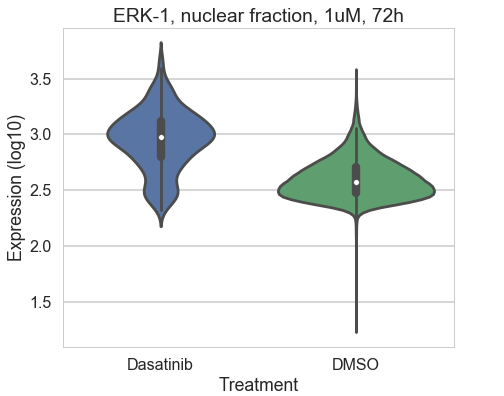 ERK-1, nuclear fraction, 1uM, 72h
Expression (log10)
3.5
3.0
2.5
2.0
1.5
Dasatinib
DMSO
Treatment